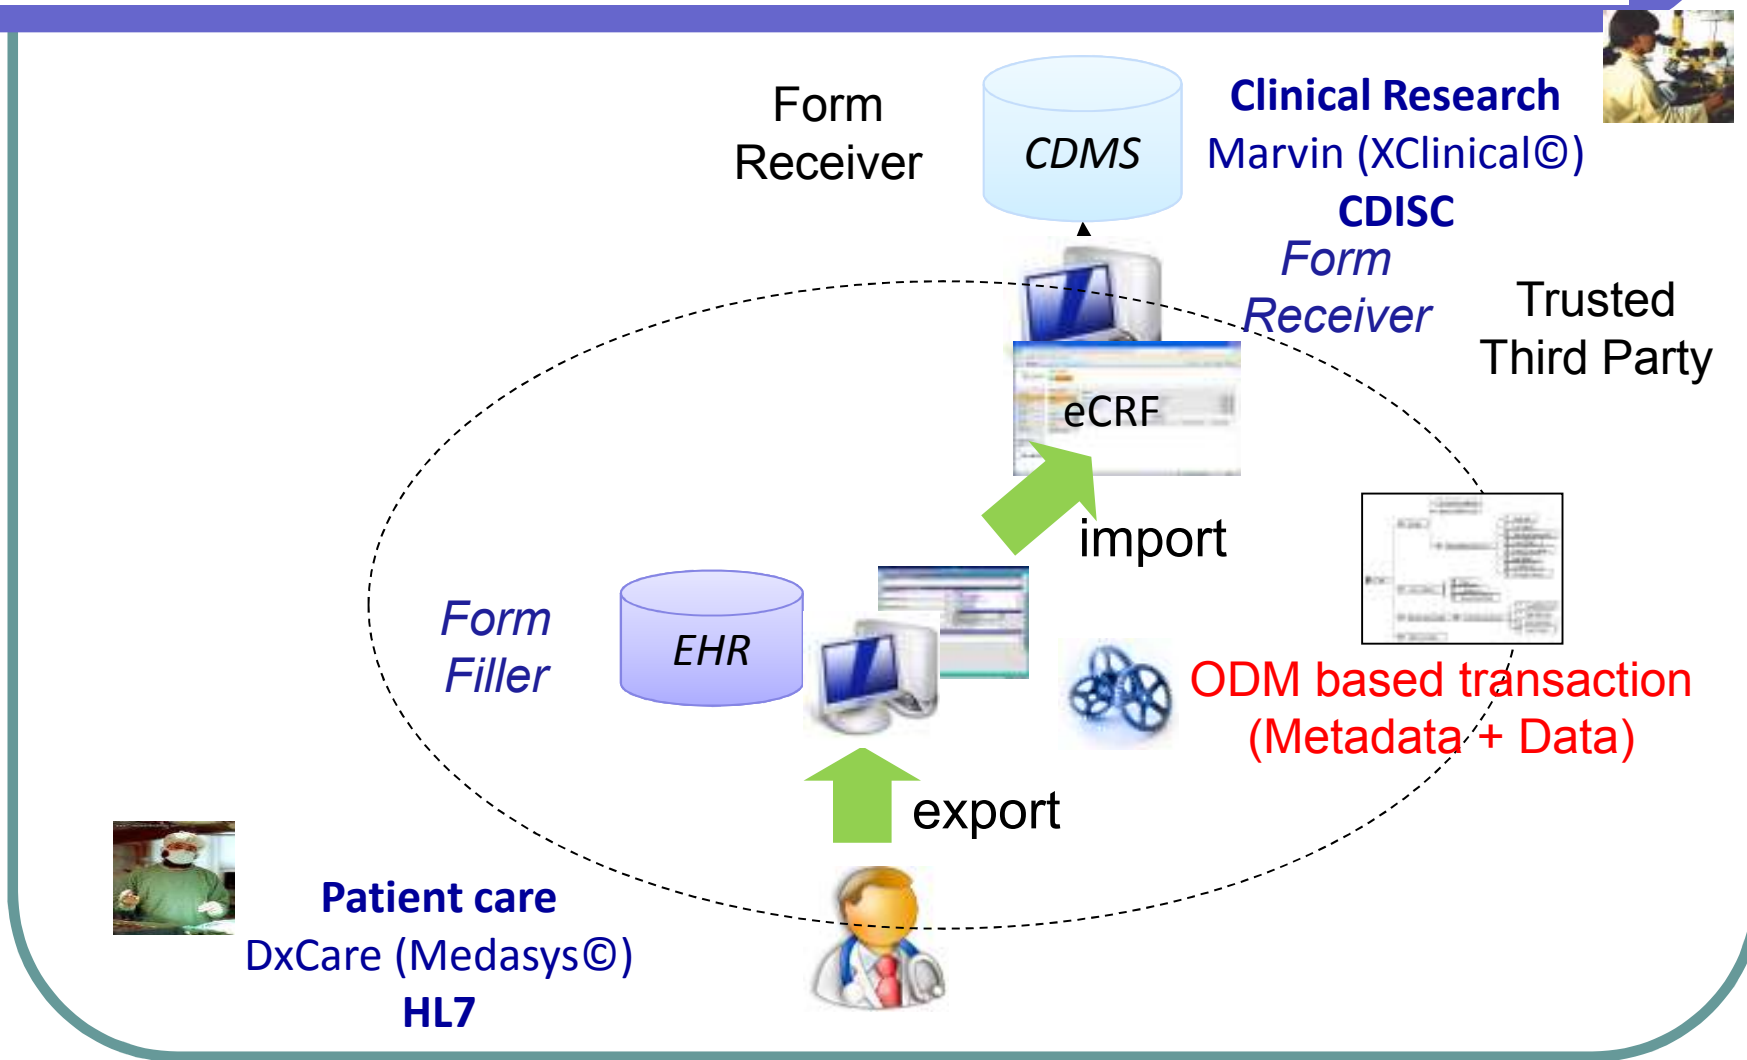 Form
Receiver
CDMS
Clinical Research
Marvin (XClinical©)
CDISC
Form
Receiver
Trusted
Third Party
eCRF
import
Form
Filler
EHR
ODM based transaction
(Metadata + Data)
export
Patient care
DxCare (Medasys©)
HL7